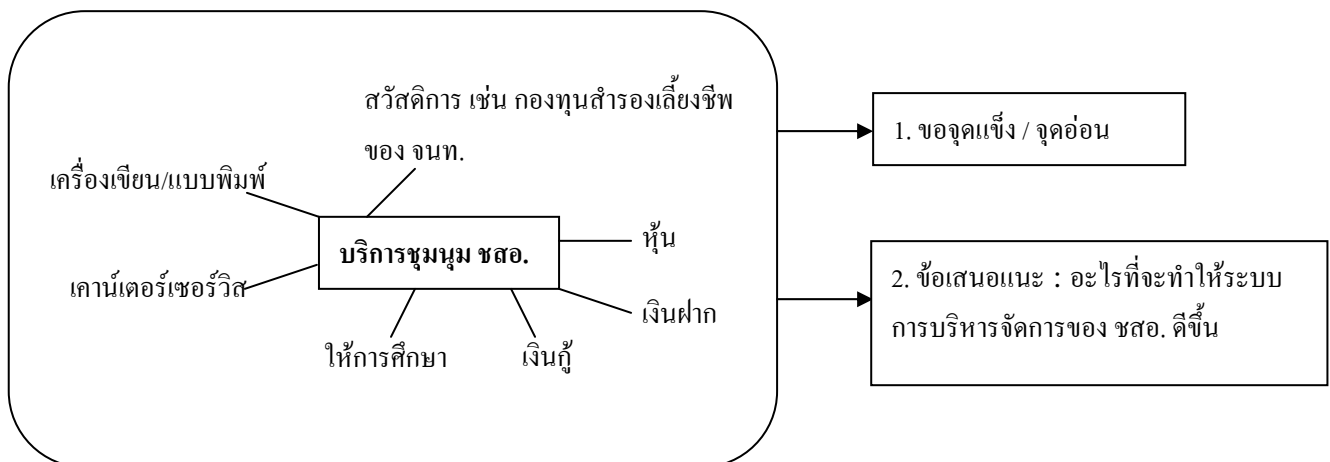 สวัสดิการ เช่น กองทุนสำรองเลี้ยงชีพ
ของ จนท.
เครื่องเขียน/แบบพิมพ์
บริการชุมนุม ชสอ.
หุ้น
เคาน์เตอร์เซอร์วิส
เงินฝาก
ให้การศึกษา
เงินกู้
1. ขอจุดแข็ง / จุดอ่อน
2. ข้อเสนอแนะ : อะไรที่จะทำให้ระบบ
การบริหารจัดการของ ชสอ. ดีขึ้น